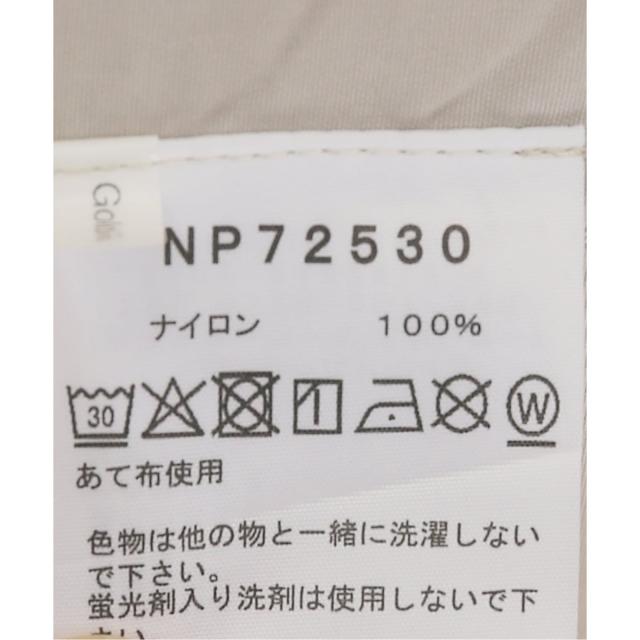 NP72530
ナイロン 100%
30 W
あて布使用
色物は他の物と一緒に洗濯しない
で下さい。
蛍光剤入り洗剤は使用しないで下
さい